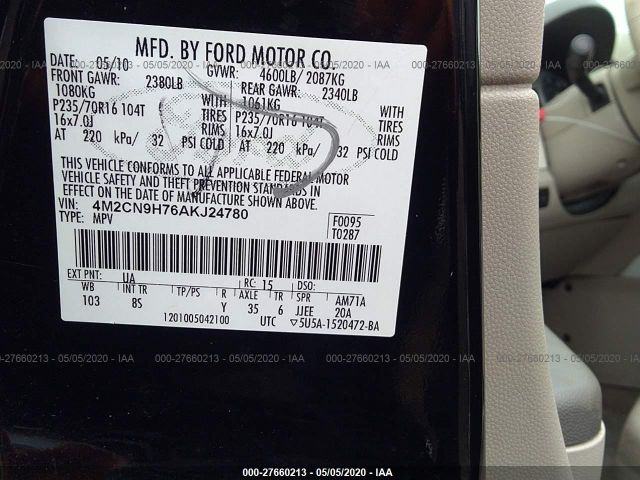 MFD. BY FORD MOTOR CO.
DATE: 05/10 GVWR: 4600LB/ 2087KG
FRONT GAWR: 2380LB REAR GAWR: 2340LB
1080KG WITH 1061KG WITH
P235/70R16 104T TIRES P235/70R16 104T TIRES
16x7.0J RIMS 16x7.0J RIMS
AT 220 kPa/ 32 PSI COLD AT 220 kPa/ 32 PSI COLD
THIS VEHICLE CONFORMS TO ALL APPLICABLE FEDERAL MOTOR
VEHICLE SAFETY AND THEFT PREVENTION STANDARDS IN
EFFECT ON THE DATE OF MANUFACTURE SHOWN ABOVE.
VIN: 4M2CN9H76AKJ24780 F0095
TYPE: MPV T0287
EXT PNT: UA RC: 15 DSO:
WB INT TR TP/PS R AXLE TR SPR AM71A
103 8S Y 35 6 JJEE 20A
1201005042100 UTC ▽5U5A-1520472-BA
000-27660213 - 05/05/2020 - IAA